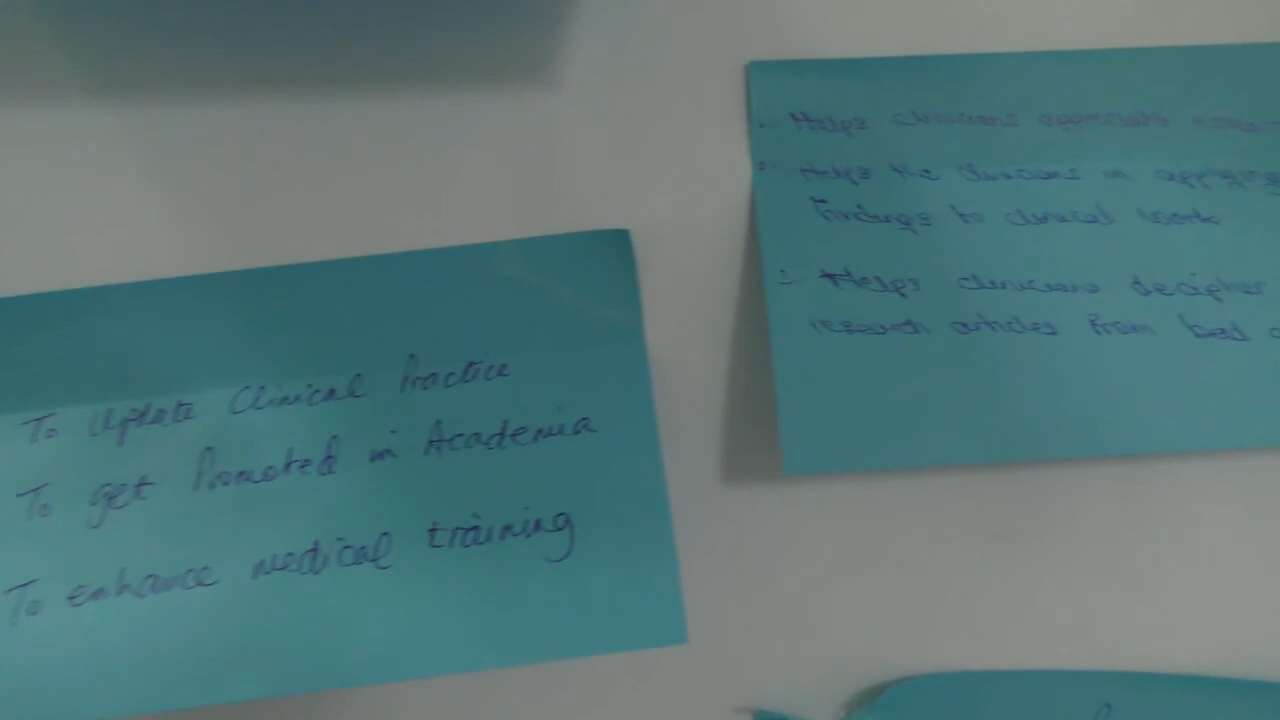 To Update Clinical Practice
To get Promoted in Academia
To enhance medical training
Helps clinicians appreciate
Helps the clinicians in applying
findings to clinical work
Helps clinicians decipher
research articles from bad